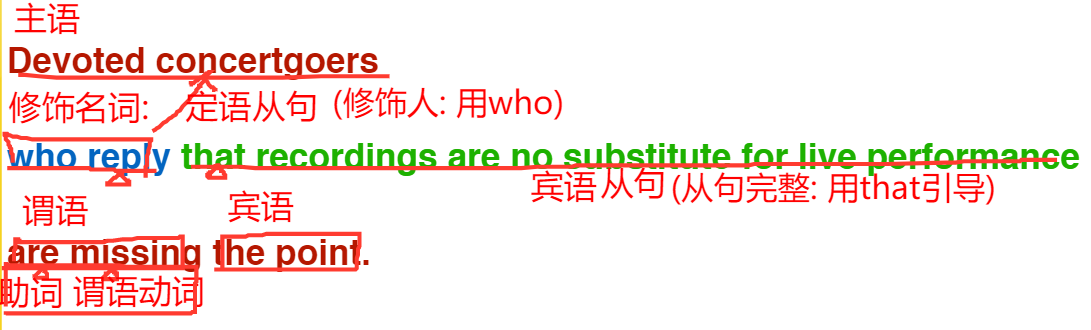 主语
Devoted concertgoers
修饰名词: 定语从句 (修饰人: 用who)
who reply that recordings are no substitute for live performance
宾语从句(从句完整: 用that引导)
谓语 宾语
are missing the point.
助词 谓语动词